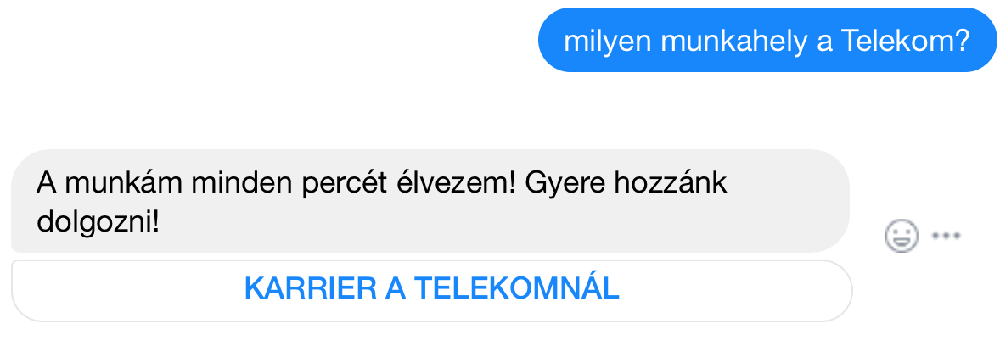 milyen munkahely a Telekom?
A munkám minden percét élvezem! Gyere hozzánk
dolgozni!
KARRIER A TELEKOMNÁL